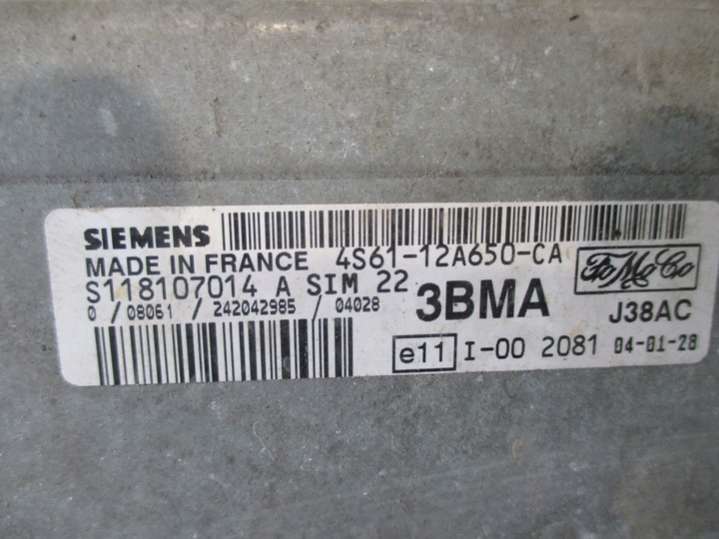 SIEMENS
MADE IN FRANCE 4S61-12A650-CA FoMoCo
S118107014 A SIM 22 3BMA J38AC
0 / 08061 / 242042985 / 04028
e11 I-00 2081 04-01-28